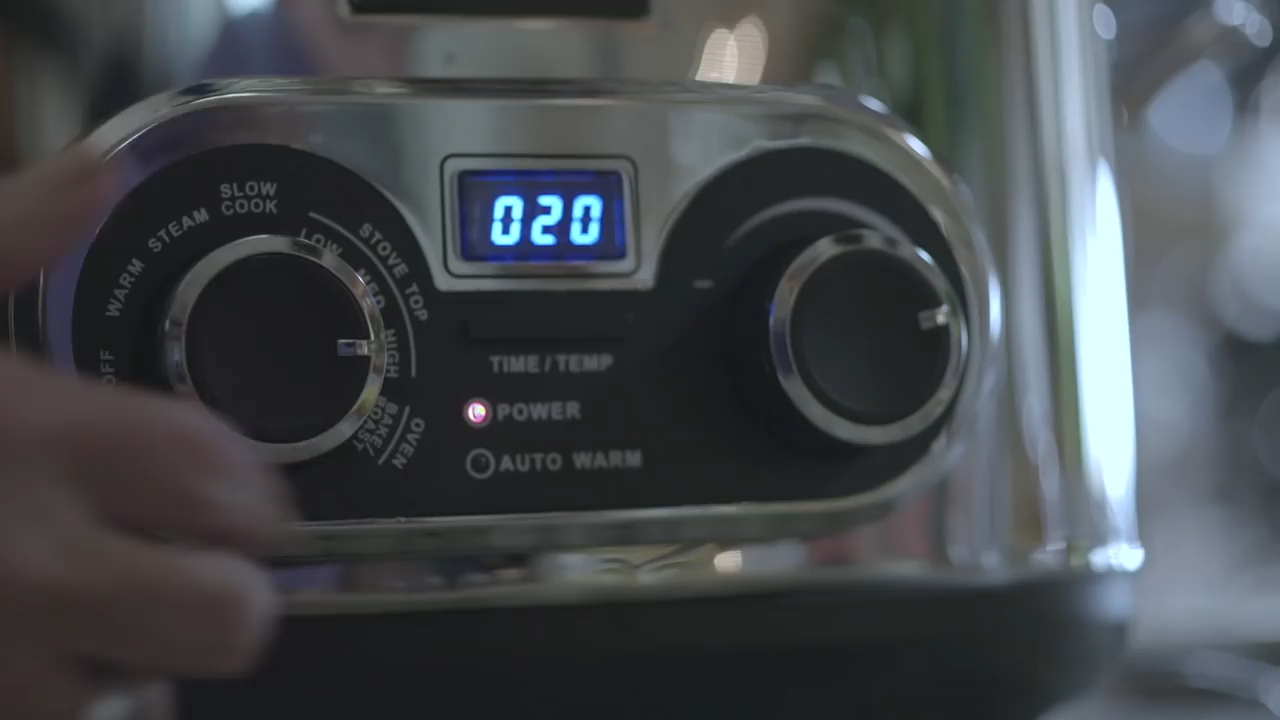 SLOW
COOK
STEAM
WARM
OFF
LOW
MED
HIGH
STOVE TOP
BAKE/
ROAST
OVEN
020
TIME / TEMP
POWER
AUTO WARM